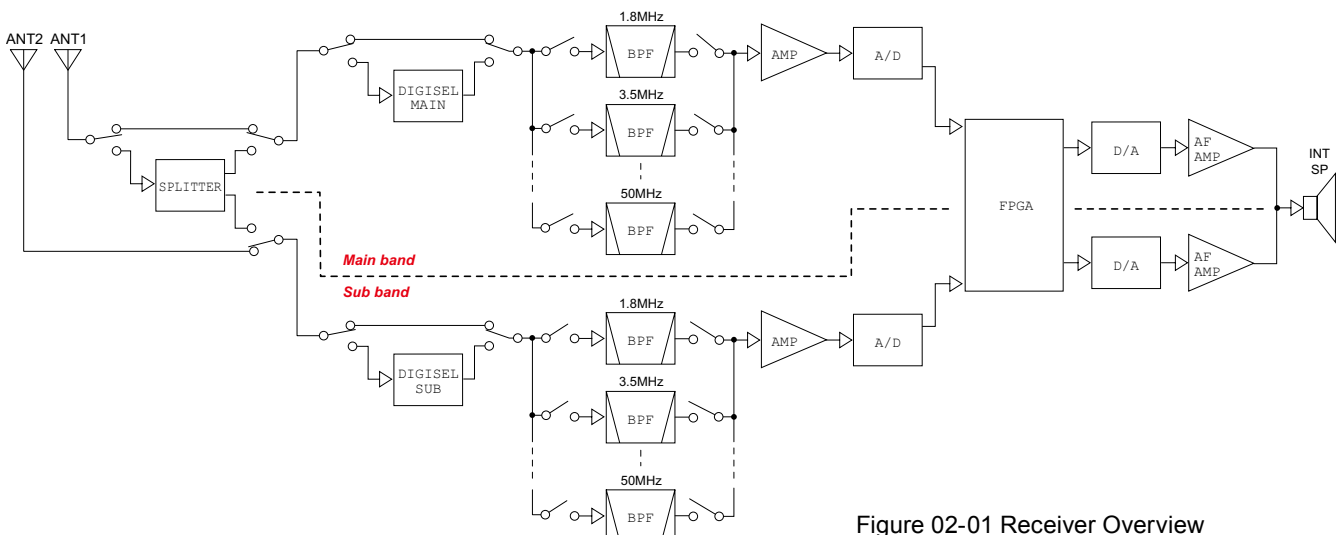 ANT2
ANT1
SPLITTER
DIGISEL
MAIN
1.8MHz
BPF
3.5MHz
BPF
50MHz
BPF
AMP
A/D
FPGA
D/A
AF
AMP
INT
SP
Main band
Sub band
DIGISEL
SUB
1.8MHz
BPF
3.5MHz
BPF
50MHz
BPF
AMP
A/D
D/A
AF
AMP
Figure 02-01 Receiver Overview